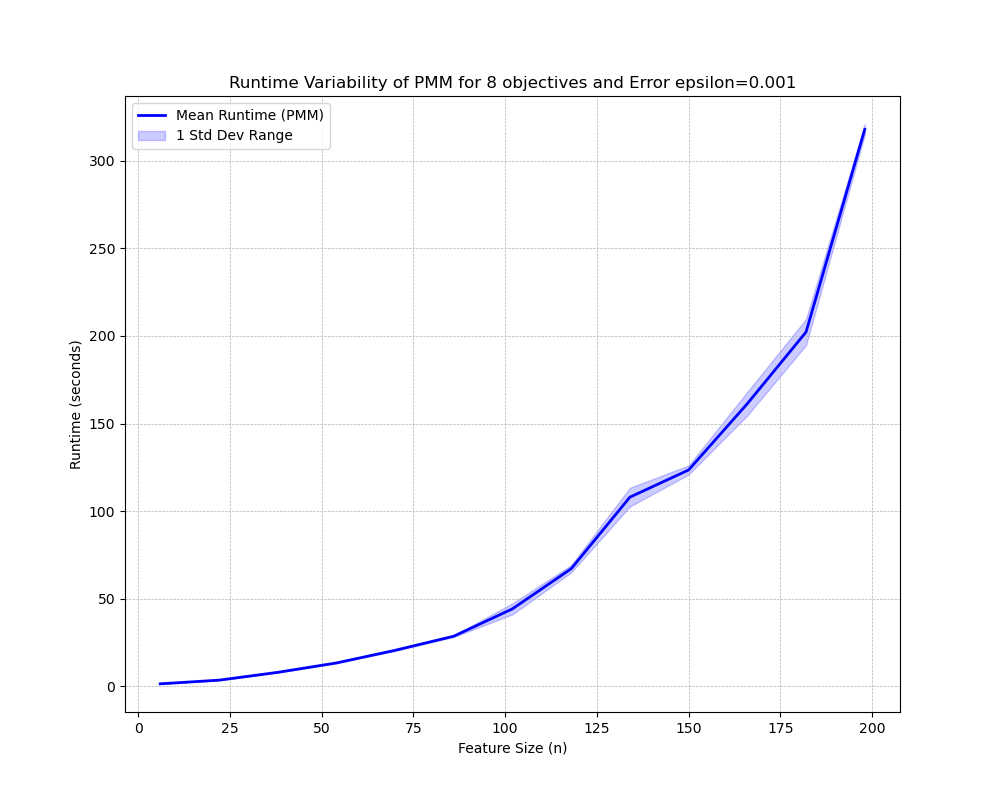 Runtime Variability of PMM for 8 objectives and Error epsilon=0.001
Mean Runtime (PMM)
1 Std Dev Range
300
250
200
150
100
50
0
Runtime (seconds)
0 25 50 75 100 125 150 175 200
Feature Size (n)